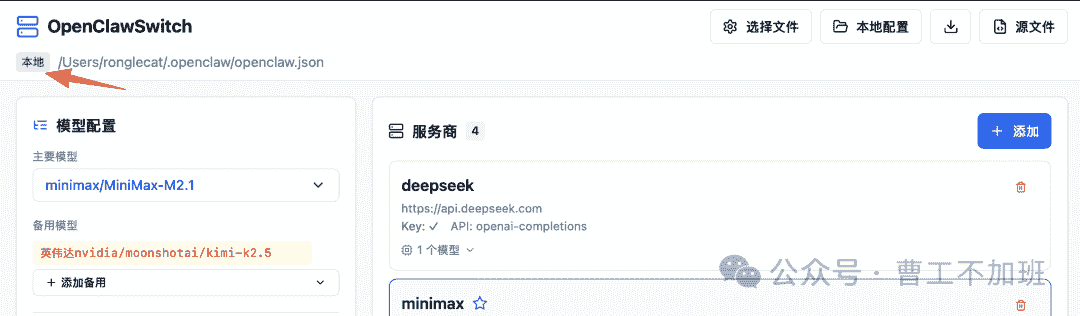 OpenClawSwitch
选择文件
本地配置
源文件
本地 /Users/ronglecat/.openclaw/openclaw.json
模型配置
主要模型
minimax/MiniMax-M2.1
备用模型
英伟达nvidia/moonshotai/kimi-k2.5
+ 添加备用
服务商 4
+ 添加
deepseek
https://api.deepseek.com
Key: ✓ API: openai-completions
1 个模型
minimax
公众号 · 曹工不加班